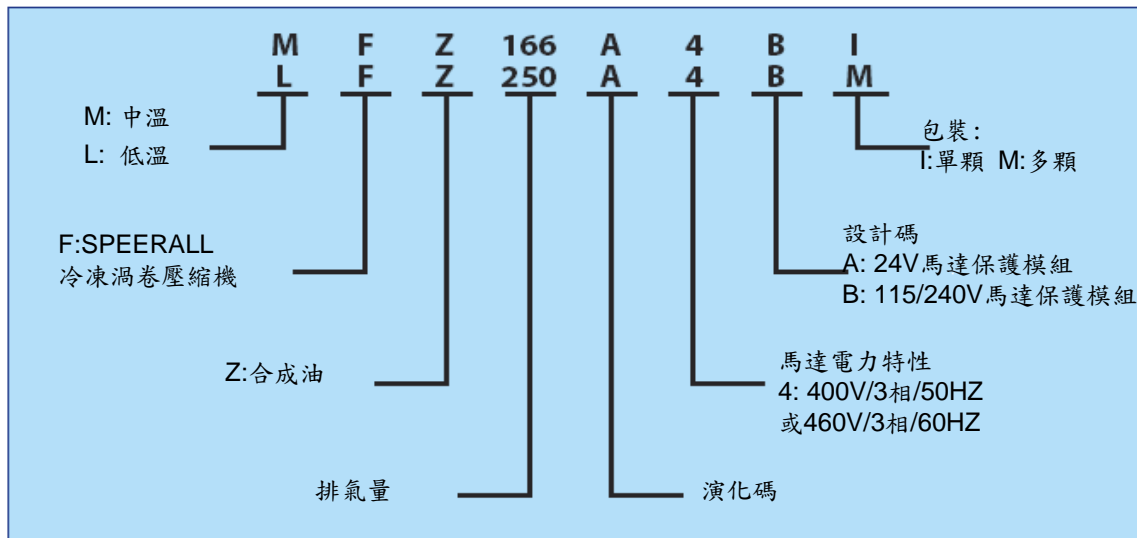 M F Z 166 A 4 B I
L F Z 250 A 4 B M
M: 中溫
L: 低溫
包裝:
I:單顆 M:多顆
F:SPEERALL
冷凍渦卷壓縮機
設計碼
A: 24V馬達保護模組
B: 115/240V馬達保護模組
Z:合成油
馬達電力特性
4: 400V/3相/50HZ
或460V/3相/60HZ
排氣量
演化碼